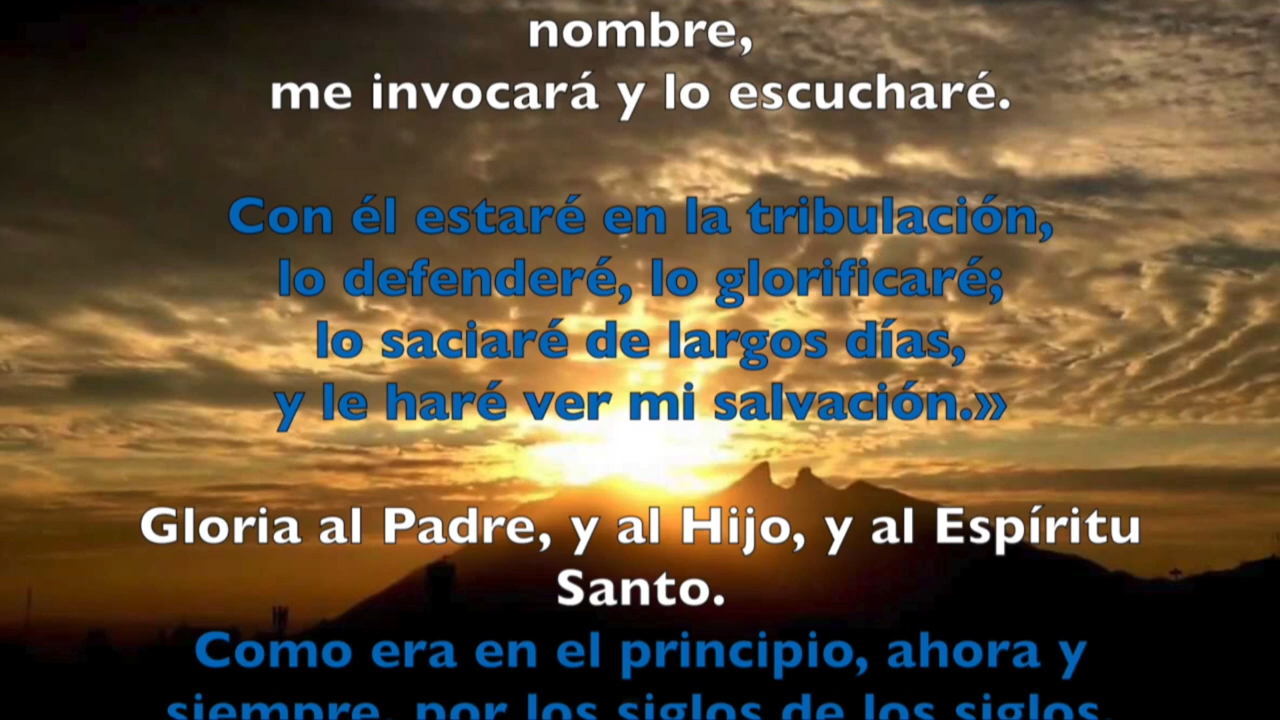 nombre,
me invocará y lo escucharé.
Con él estaré en la tribulación,
lo defenderé, lo glorificaré;
lo saciaré de largos días,
y le haré ver mi salvación.»
Gloria al Padre, y al Hijo, y al Espíritu
Santo.
Como era en el principio, ahora y
siempre, por los siglos de los siglos.